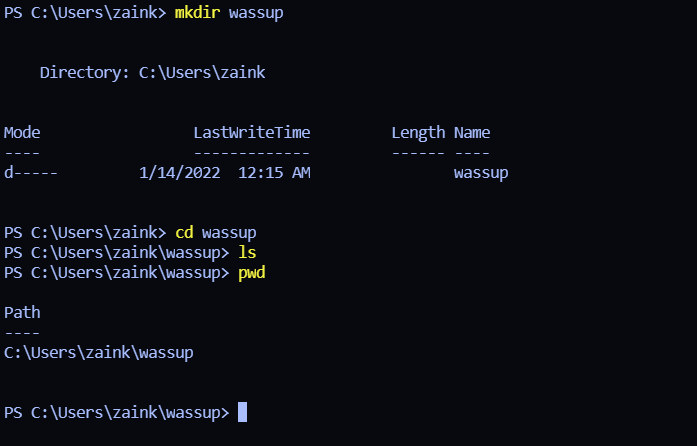 PS C:\Users\zaink> mkdir wassup
Directory: C:\Users\zaink
Mode                 LastWriteTime         Length Name
----                 -------------         ------ ----
d-----         1/14/2022  12:15 AM                wassup
PS C:\Users\zaink> cd wassup
PS C:\Users\zaink\wassup> ls
PS C:\Users\zaink\wassup> pwd
Path
----
C:\Users\zaink\wassup
PS C:\Users\zaink\wassup>